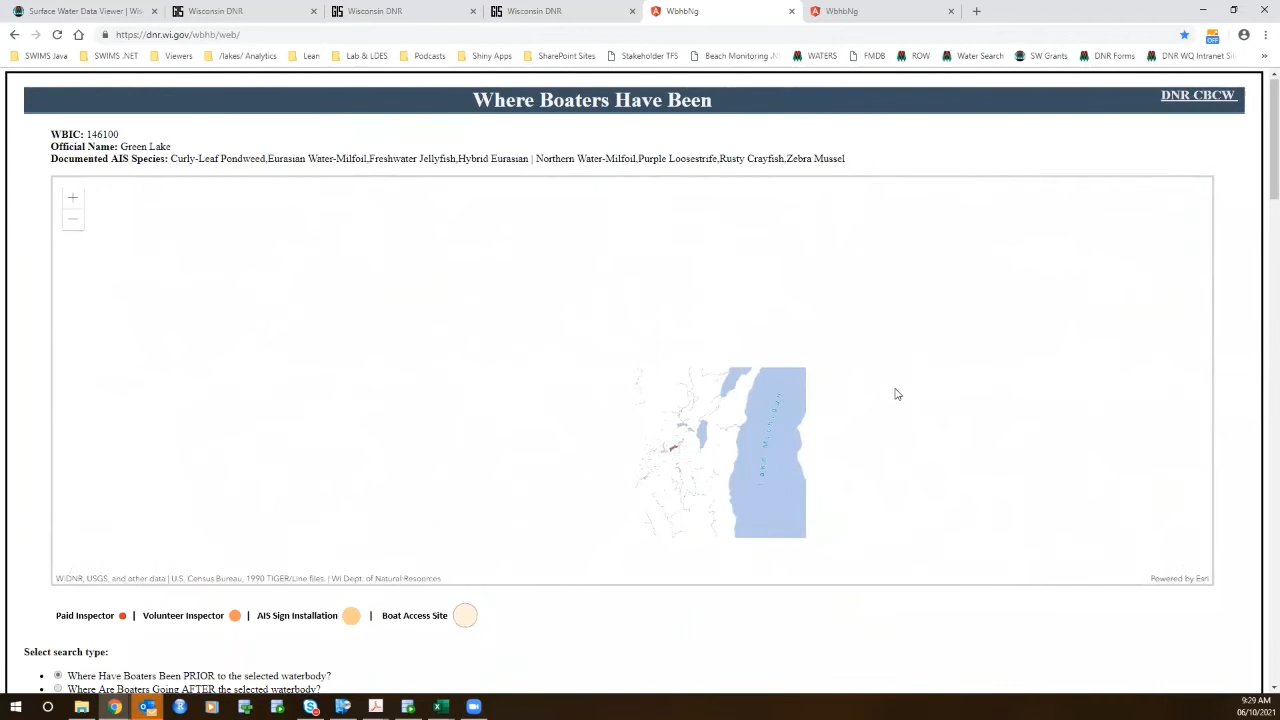 Surface Water Data Viewer | Wis
Wisconsin DNR
Wisconsin DNR
Wisconsin DNR
WbhbNg
WbhbNg
https://dnr.wi.gov/wbhb/web/
OFF
SWIMS Java
SWIMS .NET
Viewers
/lakes/ Analytics
Lean
Lab & LDES
Podcasts
Shiny Apps
SharePoint Sites
Stakeholder TFS
Beach Monitoring .N
WATERS
FMDB
ROW
Water Search
SW Grants
DNR Forms
DNR WQ Intranet Sit
Where Boaters Have Been
DNR CBCW
WBIC: 146100
Official Name: Green Lake
Documented AIS Species: Curly-Leaf Pondweed,Eurasian Water-Milfoil,Freshwater Jellyfish,Hybrid Eurasian | Northern Water-Milfoil,Purple Loosestrife,Rusty Crayfish,Zebra Mussel
+
−
Lake Michigan
WIDNR, USGS, and other data | U.S. Census Bureau, 1990 TIGER/Line files. | WI Dept. of Natural Resources
Powered by Esri
Paid Inspector | Volunteer Inspector | AIS Sign Installation | Boat Access Site
Select search type:
Where Have Boaters Been PRIOR to the selected waterbody?
Where Are Boaters Going AFTER the selected waterbody?
9:29 AM
06/10/2021